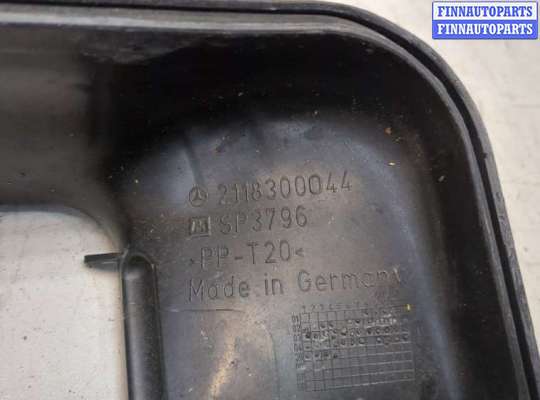 FINNAUTOPARTS
FINNAUTOPARTS
2118300044
SP3796
>PP-T20<
Made in Germany